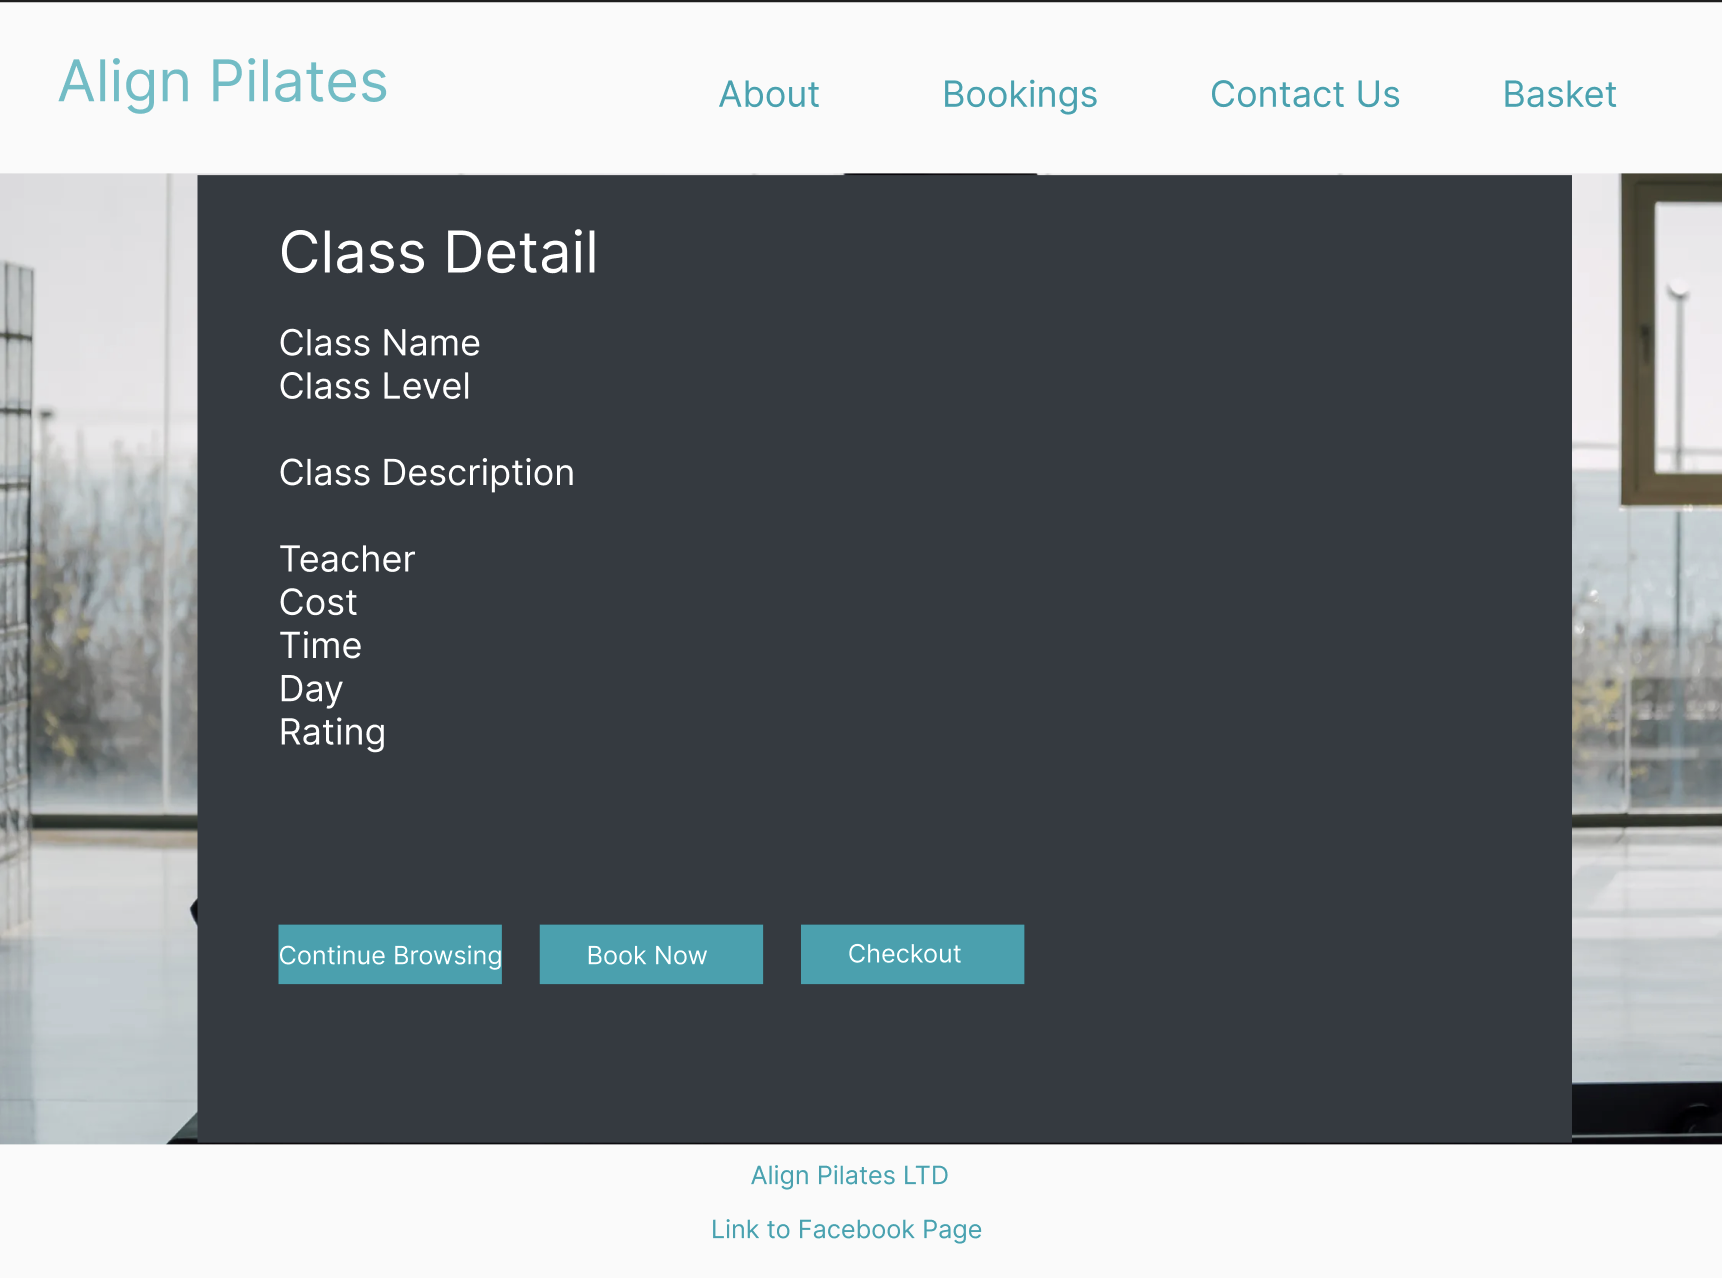 Align Pilates
About
Bookings
Contact Us
Basket
Class Detail
Class Name
Class Level
Class Description
Teacher
Cost
Time
Day
Rating
Continue Browsing
Book Now
Checkout
Align Pilates LTD
Link to Facebook Page